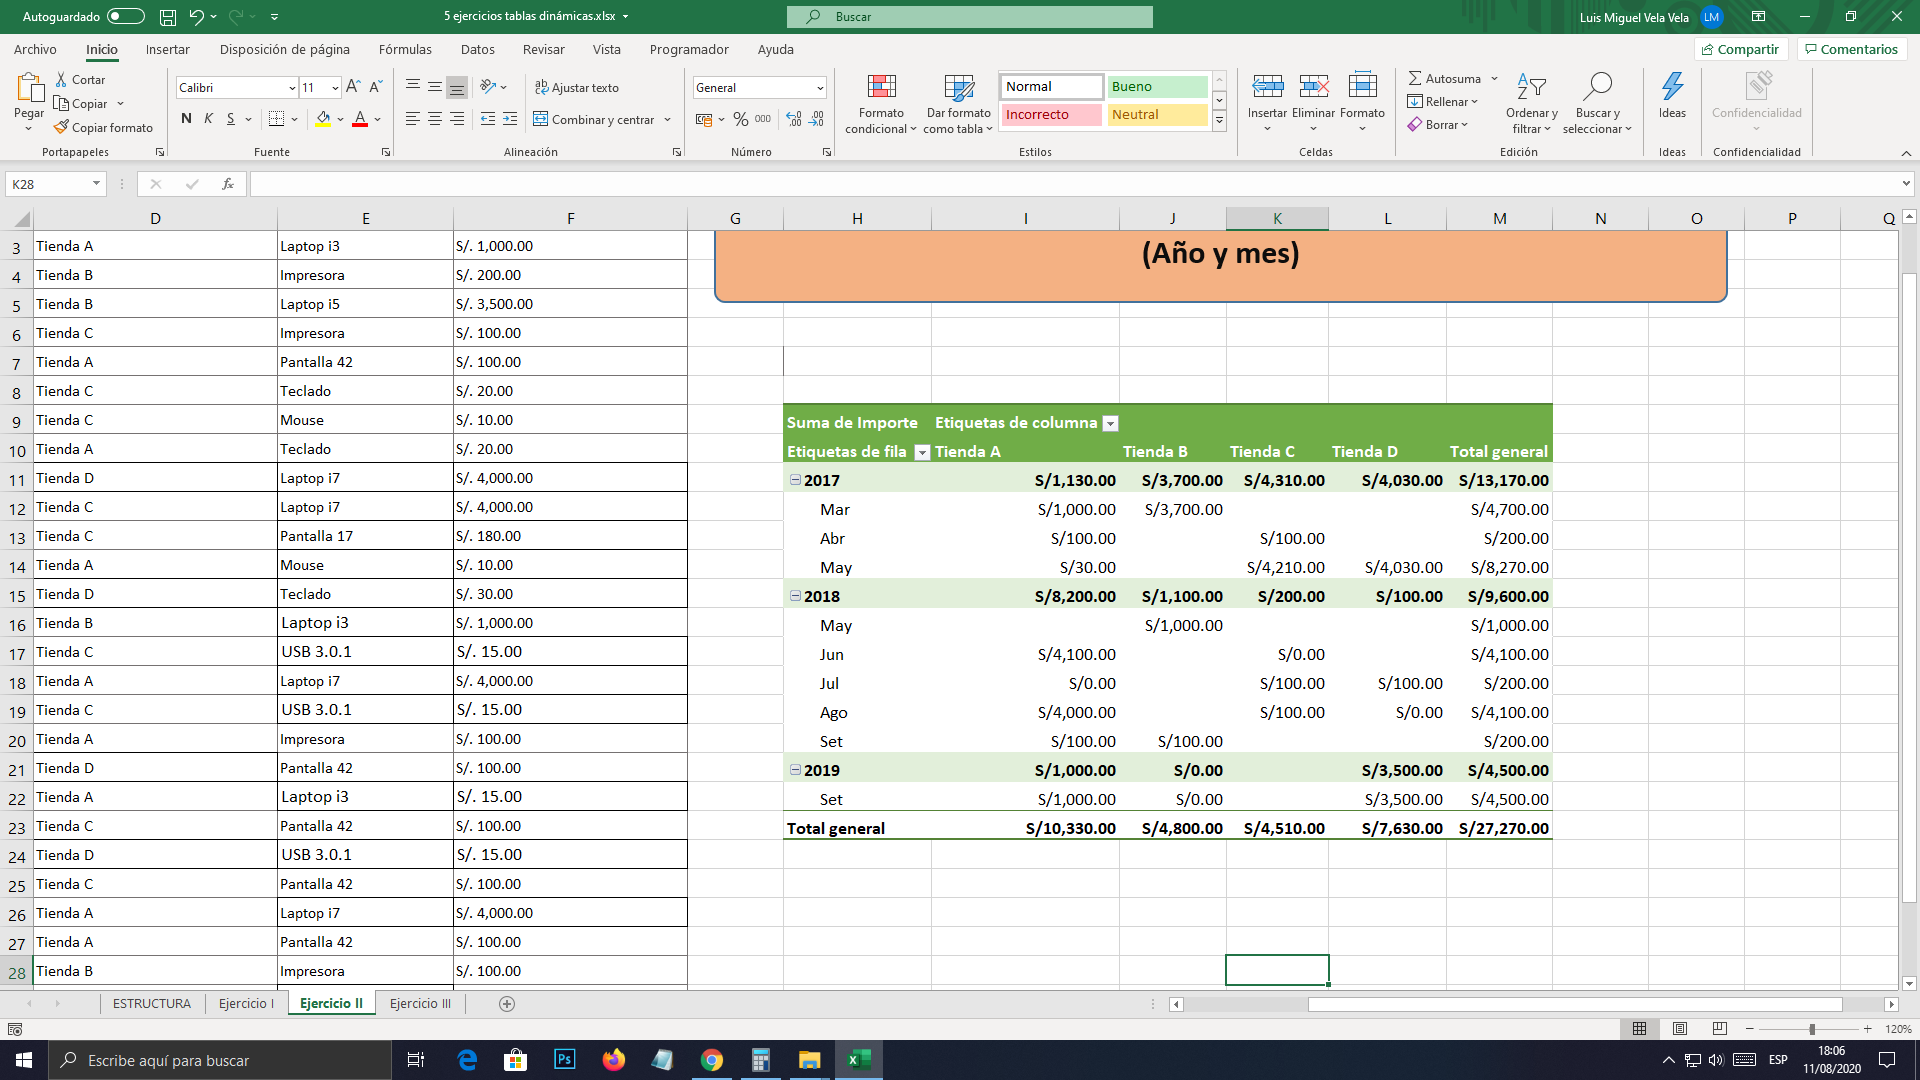 Autoguardado
5 ejercicios tablas dinámicas.xlsx
Buscar
Luis Miguel Vela Vela LM
Archivo Inicio Insertar Disposición de página Fórmulas Datos Revisar Vista Programador Ayuda
Compartir Comentarios
Pegar
Cortar
Copiar
Copiar formato
Portapapeles
Calibri 11
N K S
Fuente
Ajustar texto
Combinar y centrar
Alineación
General
% 000
Número
Formato condicional
Dar formato como tabla
Normal Bueno
Incorrecto Neutral
Estilos
Insertar Eliminar Formato
Celdas
Autosuma
Rellenar
Borrar
Ordenar y filtrar
Buscar y seleccionar
Edición
Ideas
Ideas
Confidencialidad
Confidencialidad
K28 fx
D E F G H I J K L M N O P Q
3 Tienda A Laptop i3 S/. 1,000.00
4 Tienda B Impresora S/. 200.00
5 Tienda B Laptop i5 S/. 3,500.00
6 Tienda C Impresora S/. 100.00
7 Tienda A Pantalla 42 S/. 100.00
8 Tienda C Teclado S/. 20.00
9 Tienda C Mouse S/. 10.00
10 Tienda A Teclado S/. 20.00
11 Tienda D Laptop i7 S/. 4,000.00
12 Tienda C Laptop i7 S/. 4,000.00
13 Tienda C Pantalla 17 S/. 180.00
14 Tienda A Mouse S/. 10.00
15 Tienda D Teclado S/. 30.00
16 Tienda B Laptop i3 S/. 1,000.00
17 Tienda C USB 3.0.1 S/. 15.00
18 Tienda A Laptop i7 S/. 4,000.00
19 Tienda C USB 3.0.1 S/. 15.00
20 Tienda A Impresora S/. 100.00
21 Tienda D Pantalla 42 S/. 100.00
22 Tienda A Laptop i3 S/. 15.00
23 Tienda C Pantalla 42 S/. 100.00
24 Tienda D USB 3.0.1 S/. 15.00
25 Tienda C Pantalla 42 S/. 100.00
26 Tienda A Laptop i7 S/. 4,000.00
27 Tienda A Pantalla 42 S/. 100.00
28 Tienda B Impresora S/. 100.00
(Año y mes)
Suma de Importe Etiquetas de columna
Etiquetas de fila Tienda A Tienda B Tienda C Tienda D Total general
2017 S/1,130.00 S/3,700.00 S/4,310.00 S/4,030.00 S/13,170.00
Mar S/1,000.00 S/3,700.00 S/4,700.00
Abr S/100.00 S/100.00 S/200.00
May S/30.00 S/4,210.00 S/4,030.00 S/8,270.00
2018 S/8,200.00 S/1,100.00 S/200.00 S/100.00 S/9,600.00
May S/1,000.00 S/1,000.00
Jun S/4,100.00 S/0.00 S/4,100.00
Jul S/0.00 S/100.00 S/100.00 S/200.00
Ago S/4,000.00 S/100.00 S/0.00 S/4,100.00
Set S/100.00 S/100.00 S/200.00
2019 S/1,000.00 S/0.00 S/3,500.00 S/4,500.00
Set S/1,000.00 S/0.00 S/3,500.00 S/4,500.00
Total general S/10,330.00 S/4,800.00 S/4,510.00 S/7,630.00 S/27,270.00
ESTRUCTURA Ejercicio I Ejercicio II Ejercicio III
120%
Escribe aquí para buscar
Ps
ESP
18:06
11/08/2020